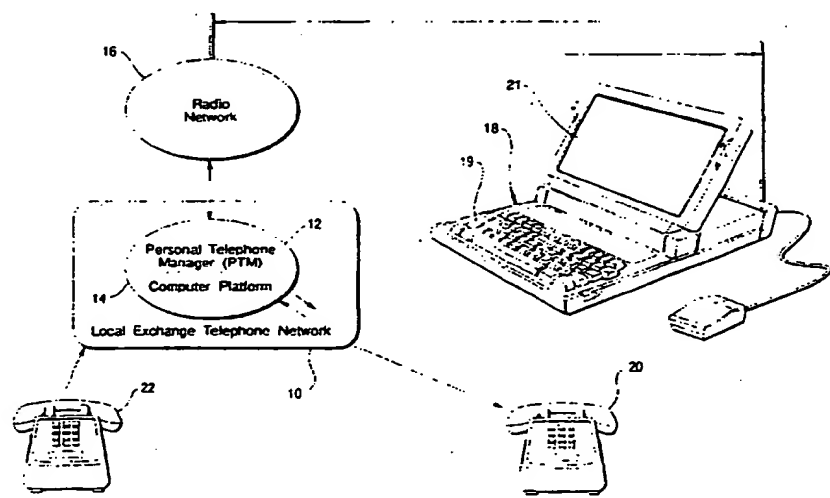 16
Radio
Network
21
18
19
12
Personal Telephone
Manager (PTM)
14
Computer Platform
Local Exchange Telephone Network
10
22
20